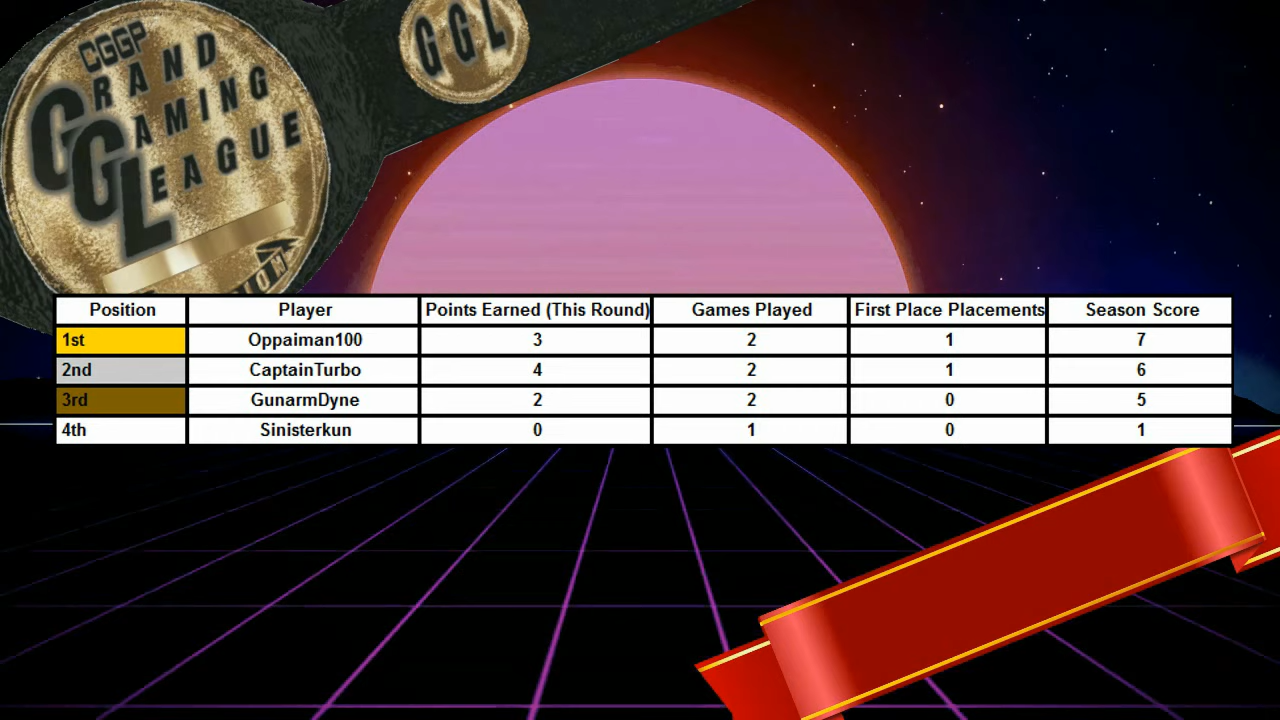 CGGP
GRAND
GAMING
LEAGUE
GGL
Position Player Points Earned (This Round) Games Played First Place Placements Season Score
1st Oppaiman100 3 2 1 7
2nd CaptainTurbo 4 2 1 6
3rd GunarmDyne 2 2 0 5
4th Sinisterkun 0 1 0 1